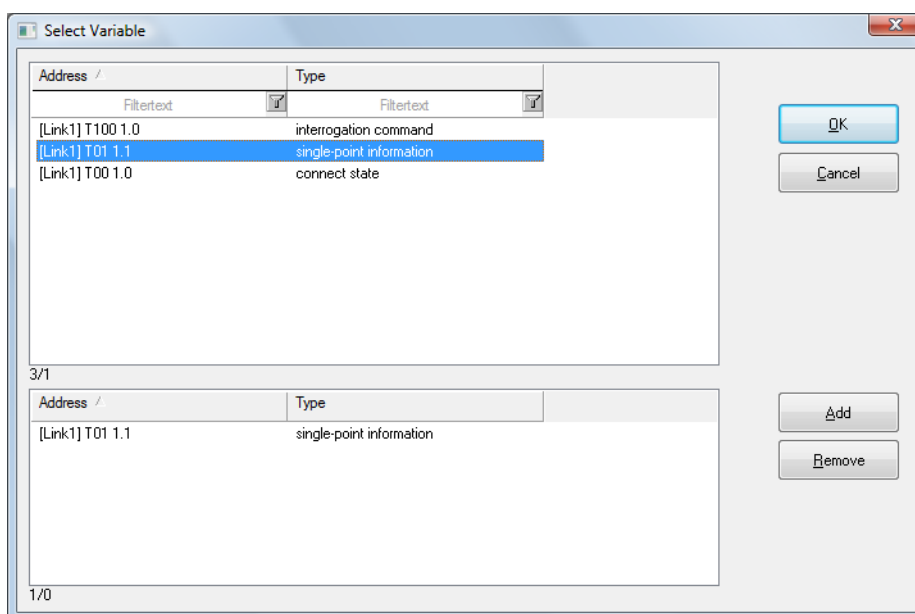 Select Variable
Address Type
Filtertext Filtertext
[Link1] T100 1.0 interrogation command
[Link1] T01 1.1 single-point information
[Link1] T00 1.0 connect state
OK
Cancel
3/1
Address Type
[Link1] T01 1.1 single-point information
Add
Remove
1/0